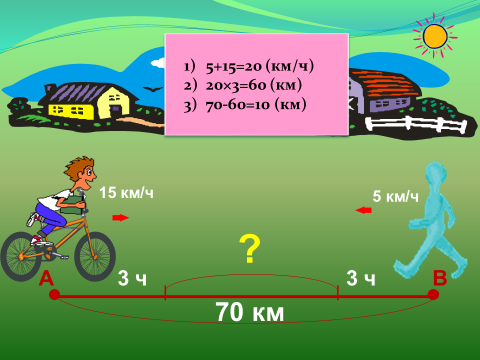 1) 5+15=20 (км/ч)
2) 20×3=60 (км)
3) 70-60=10 (км)
15 км/ч
5 км/ч
?
А 3 ч 3 ч В
70 км